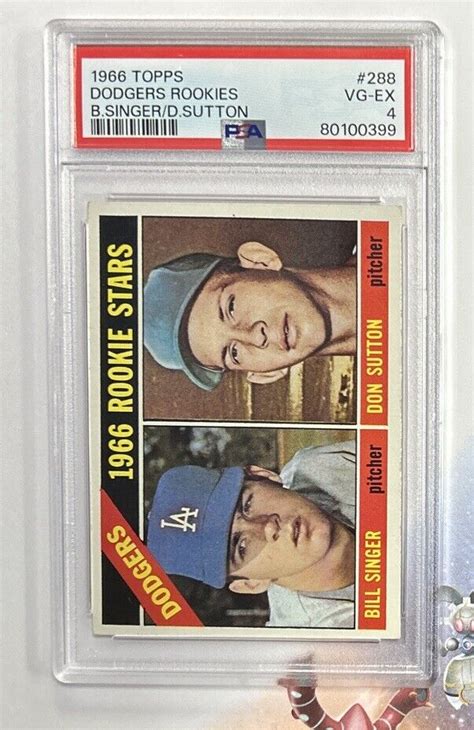 1966 TOPPS #288
DODGERS ROOKIES VG-EX
B.SINGER/D.SUTTON 4
PSA 80100399
DODGERS
1966 ROOKIE STARS
LA
BILL SINGER pitcher
DON SUTTON pitcher